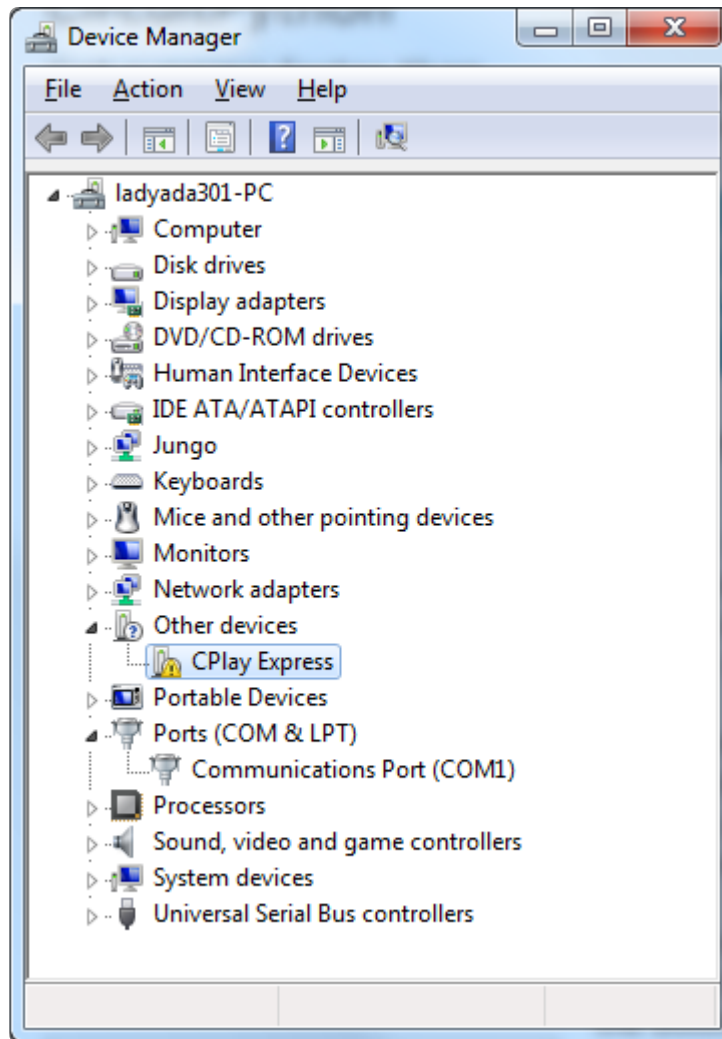 Device Manager
File Action View Help
ladyada301-PC
Computer
Disk drives
Display adapters
DVD/CD-ROM drives
Human Interface Devices
IDE ATA/ATAPI controllers
Jungo
Keyboards
Mice and other pointing devices
Monitors
Network adapters
Other devices
CPlay Express
Portable Devices
Ports (COM & LPT)
Communications Port (COM1)
Processors
Sound, video and game controllers
System devices
Universal Serial Bus controllers